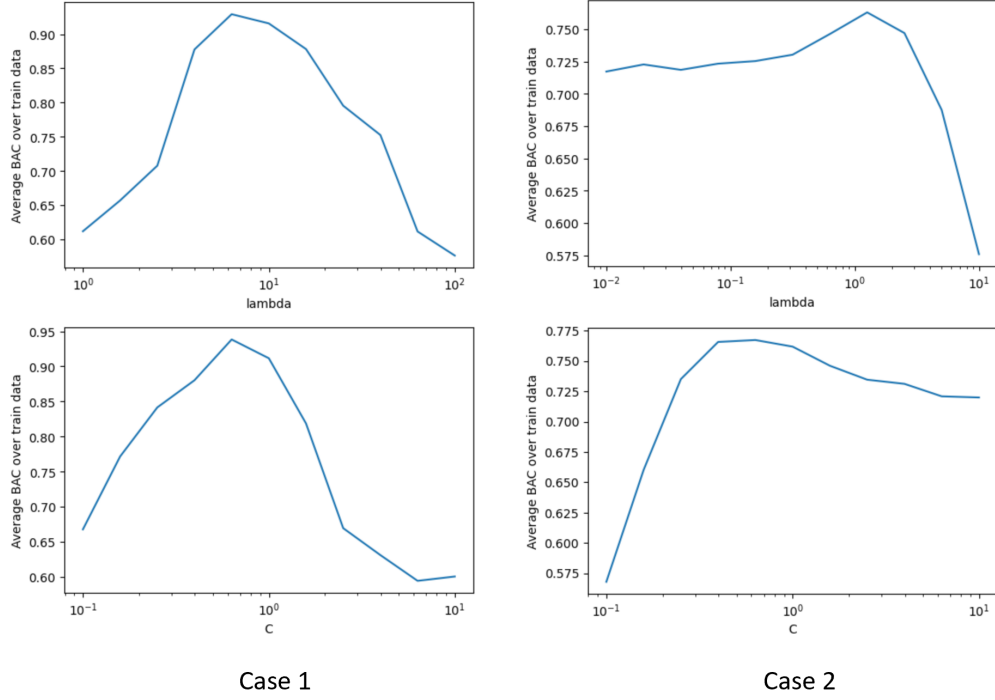 Average BAC over train data
0.90
0.85
0.80
0.75
0.70
0.65
0.60
10⁰ 10¹ 10²
lambda
Average BAC over train data
0.750
0.725
0.700
0.675
0.650
0.625
0.600
0.575
10⁻² 10⁻¹ 10⁰ 10¹
lambda
Average BAC over train data
0.95
0.90
0.85
0.80
0.75
0.70
0.65
0.60
10⁻¹ 10⁰ 10¹
C
Average BAC over train data
0.775
0.750
0.725
0.700
0.675
0.650
0.625
0.600
0.575
10⁻¹ 10⁰ 10¹
C
Case 1
Case 2